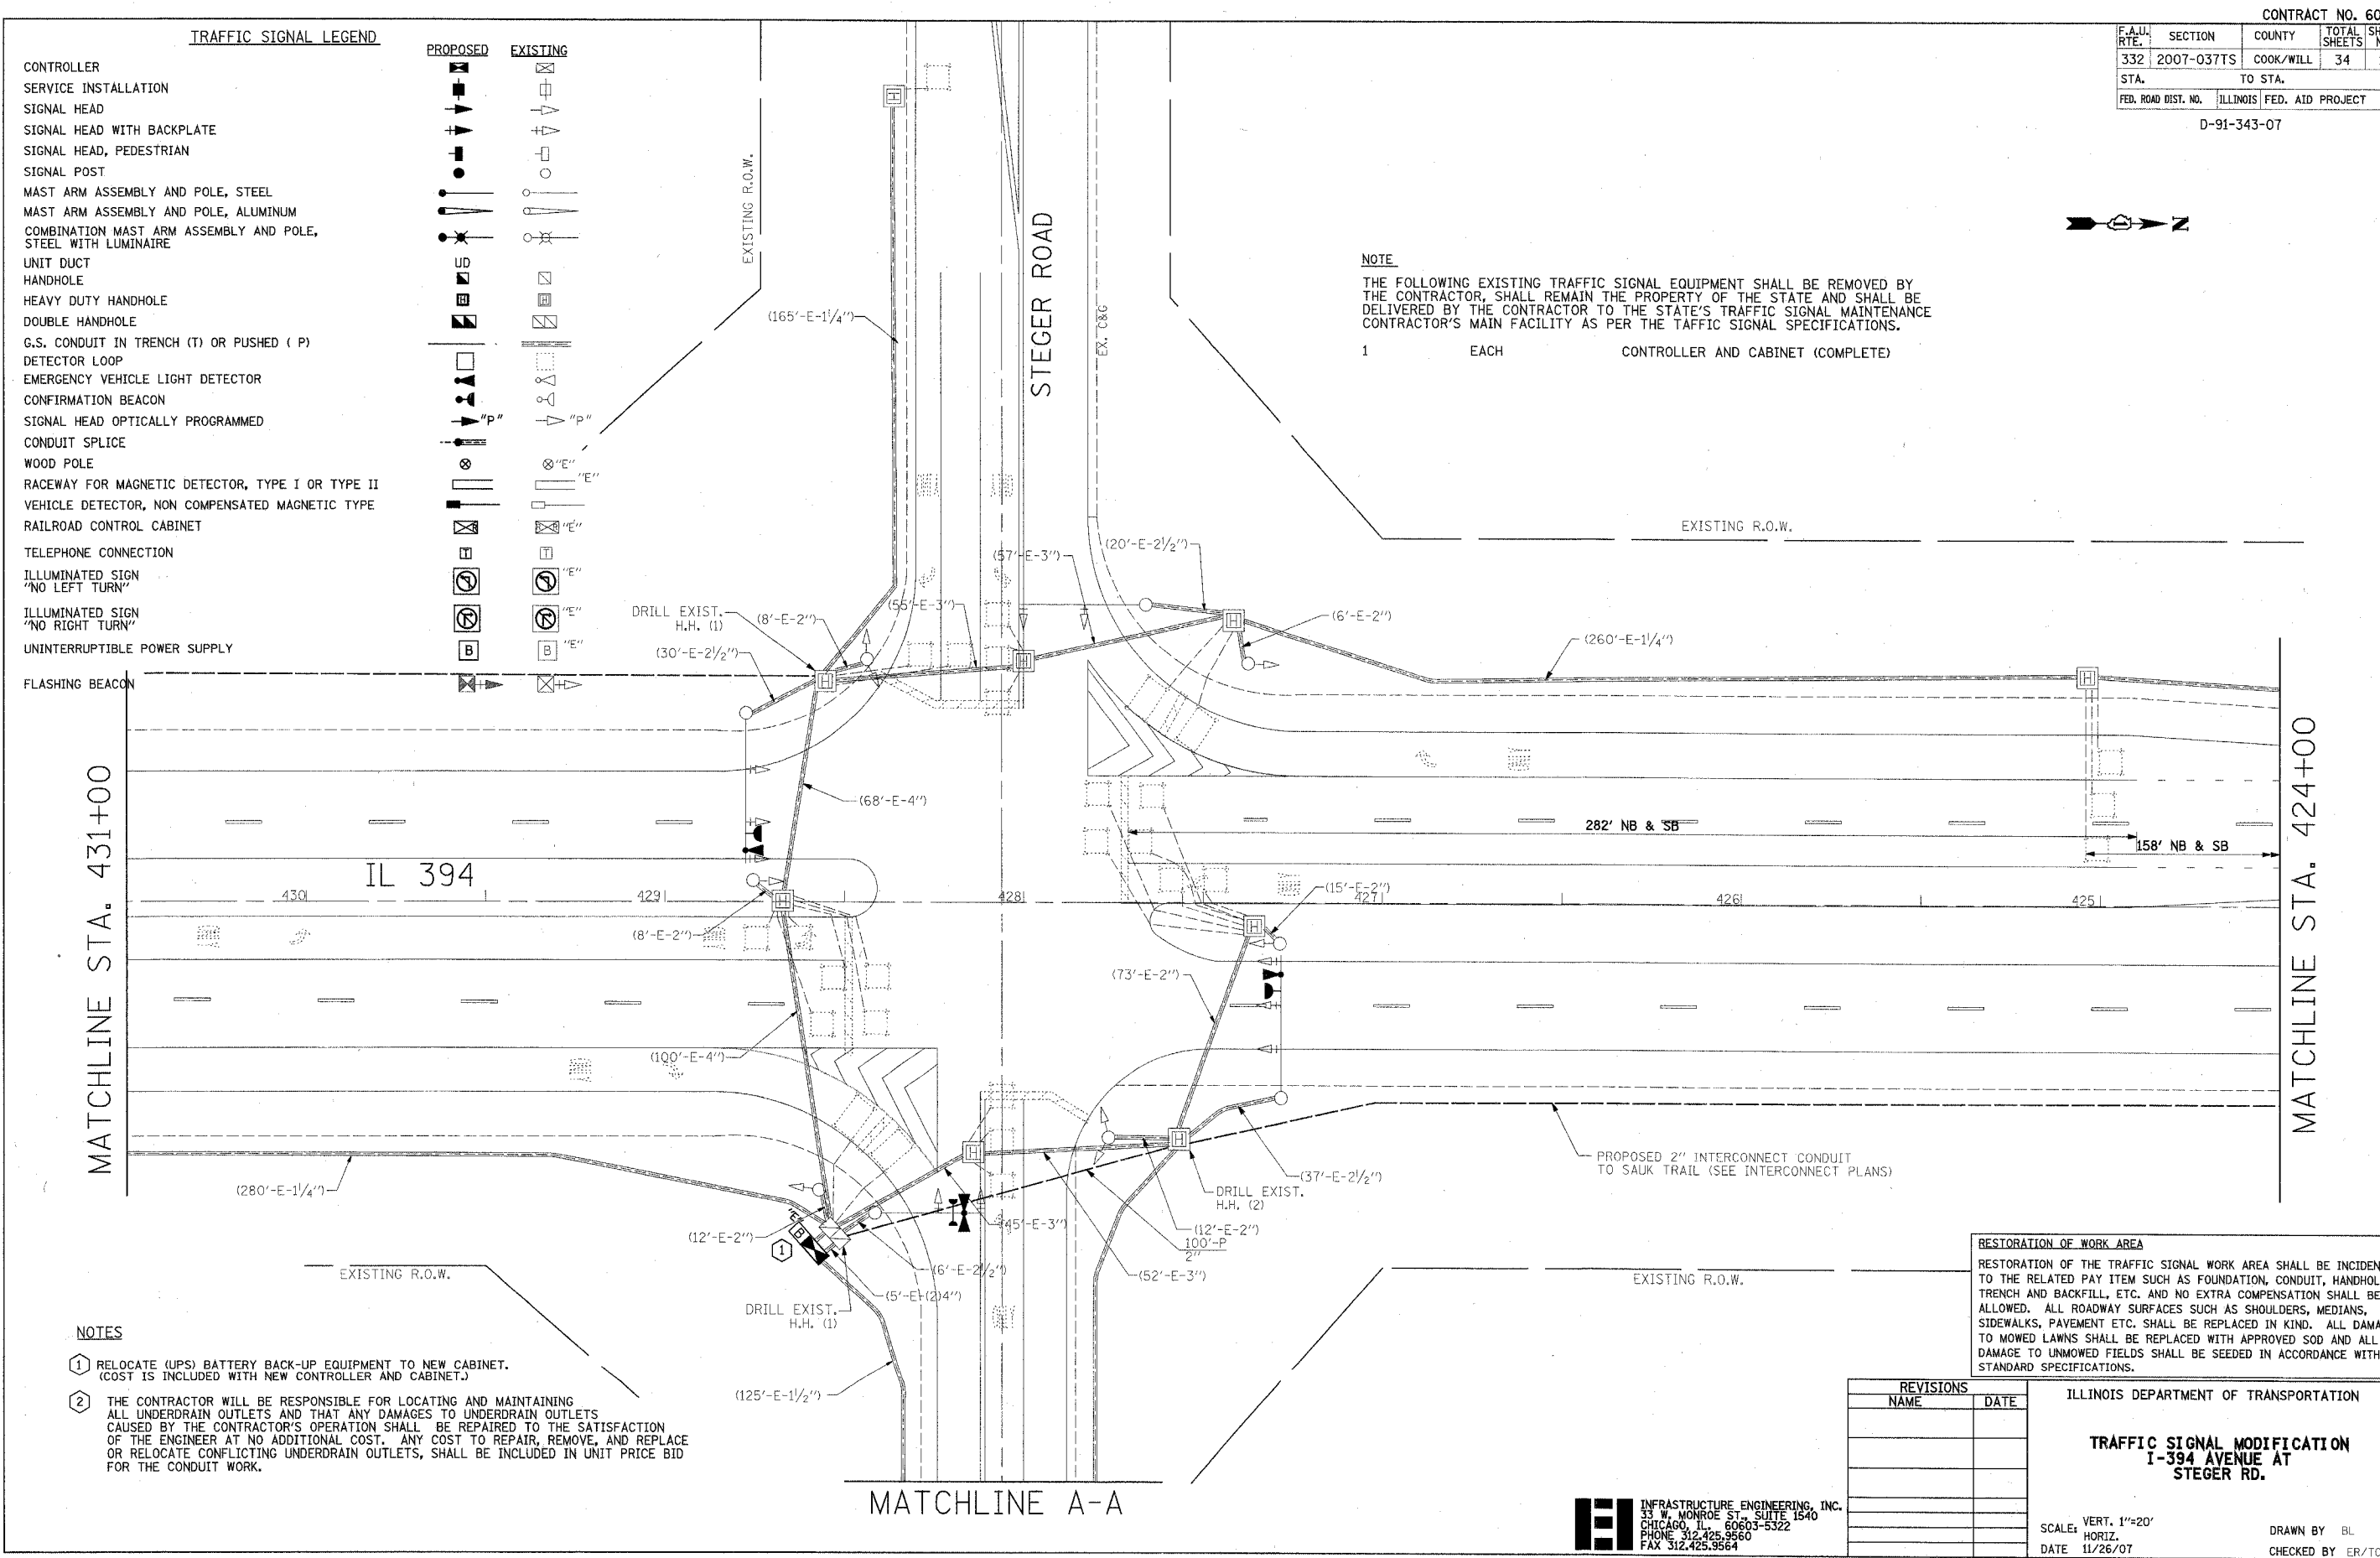 CONTRACT NO. 60
F.A.U. RTE. SECTION COUNTY TOTAL SHEETS
332 2007-037TS COOK/WILL 34
STA. TO STA.
FED. ROAD DIST. NO. ILLINOIS FED. AID PROJECT
D-91-343-07
TRAFFIC SIGNAL LEGEND
PROPOSED EXISTING
CONTROLLER
SERVICE INSTALLATION
SIGNAL HEAD
SIGNAL HEAD WITH BACKPLATE
SIGNAL HEAD, PEDESTRIAN
SIGNAL POST
MAST ARM ASSEMBLY AND POLE, STEEL
MAST ARM ASSEMBLY AND POLE, ALUMINUM
COMBINATION MAST ARM ASSEMBLY AND POLE,
STEEL WITH LUMINAIRE
UNIT DUCT UD
HANDHOLE
HEAVY DUTY HANDHOLE H H
DOUBLE HANDHOLE
G.S. CONDUIT IN TRENCH (T) OR PUSHED ( P)
DETECTOR LOOP
EMERGENCY VEHICLE LIGHT DETECTOR
CONFIRMATION BEACON
SIGNAL HEAD OPTICALLY PROGRAMMED "P" "P"
CONDUIT SPLICE
WOOD POLE "E"
RACEWAY FOR MAGNETIC DETECTOR, TYPE I OR TYPE II "E"
VEHICLE DETECTOR, NON COMPENSATED MAGNETIC TYPE
RAILROAD CONTROL CABINET "E"
TELEPHONE CONNECTION T T
ILLUMINATED SIGN "E"
"NO LEFT TURN"
ILLUMINATED SIGN "E"
"NO RIGHT TURN"
UNINTERRUPTIBLE POWER SUPPLY B B "E"
FLASHING BEACON
EXISTING R.O.W.
STEGER ROAD
EX. C&G
(165'-E-1 1/4")
N
NOTE
THE FOLLOWING EXISTING TRAFFIC SIGNAL EQUIPMENT SHALL BE REMOVED BY
THE CONTRACTOR, SHALL REMAIN THE PROPERTY OF THE STATE AND SHALL BE
DELIVERED BY THE CONTRACTOR TO THE STATE'S TRAFFIC SIGNAL MAINTENANCE
CONTRACTOR'S MAIN FACILITY AS PER THE TAFFIC SIGNAL SPECIFICATIONS.
1 EACH CONTROLLER AND CABINET (COMPLETE)
EXISTING R.O.W.
(57'-E-3")
(20'-E-2 1/2")
DRILL EXIST.
H.H. (1)
(8'-E-2")
(55'-E-3")
(6'-E-2")
(30'-E-2 1/2")
(260'-E-1 1/4")
H
H
H
H
MATCHLINE STA. 431+00
(68'-E-4")
282' NB & SB
158' NB & SB
MATCHLINE STA. 424+00
IL 394
430 429 428 427 426 425
(15'-E-2")
H
H
(8'-E-2")
(73'-E-2")
(100'-E-4")
H
H
(280'-E-1 1/4")
(37'-E-2 1/2")
PROPOSED 2" INTERCONNECT CONDUIT
TO SAUK TRAIL (SEE INTERCONNECT PLANS)
DRILL EXIST.
H.H. (2)
(12'-E-2")
"E"
B
1
(45'-E-3")
(12'-E-2")
100'-P
2"
(6'-E-2 1/2")
(52'-E-3")
(5'-E-(2)4")
DRILL EXIST.
H.H. (1)
EXISTING R.O.W.
EXISTING R.O.W.
(125'-E-1 1/2")
NOTES
1 RELOCATE (UPS) BATTERY BACK-UP EQUIPMENT TO NEW CABINET.
(COST IS INCLUDED WITH NEW CONTROLLER AND CABINET.)
2 THE CONTRACTOR WILL BE RESPONSIBLE FOR LOCATING AND MAINTAINING
ALL UNDERDRAIN OUTLETS AND THAT ANY DAMAGES TO UNDERDRAIN OUTLETS
CAUSED BY THE CONTRACTOR'S OPERATION SHALL BE REPAIRED TO THE SATISFACTION
OF THE ENGINEER AT NO ADDITIONAL COST. ANY COST TO REPAIR, REMOVE, AND REPLACE
OR RELOCATE CONFLICTING UNDERDRAIN OUTLETS, SHALL BE INCLUDED IN UNIT PRICE BID
FOR THE CONDUIT WORK.
MATCHLINE A-A
RESTORATION OF WORK AREA
RESTORATION OF THE TRAFFIC SIGNAL WORK AREA SHALL BE INCIDEN
TO THE RELATED PAY ITEM SUCH AS FOUNDATION, CONDUIT, HANDHOL
TRENCH AND BACKFILL, ETC. AND NO EXTRA COMPENSATION SHALL BE
ALLOWED. ALL ROADWAY SURFACES SUCH AS SHOULDERS, MEDIANS,
SIDEWALKS, PAVEMENT ETC. SHALL BE REPLACED IN KIND. ALL DAMA
TO MOWED LAWNS SHALL BE REPLACED WITH APPROVED SOD AND ALL
DAMAGE TO UNMOWED FIELDS SHALL BE SEEDED IN ACCORDANCE WITH
STANDARD SPECIFICATIONS.
REVISIONS
NAME DATE
ILLINOIS DEPARTMENT OF TRANSPORTATION
TRAFFIC SIGNAL MODIFICATION
I-394 AVENUE AT
STEGER RD.
SCALE: VERT. 1"=20'
HORIZ.
DATE 11/26/07
DRAWN BY BL
CHECKED BY ER/TC
INFRASTRUCTURE ENGINEERING, INC.
33 W. MONROE ST., SUITE 1540
CHICAGO, IL. 60603-5322
PHONE 312.425.9560
FAX 312.425.9564